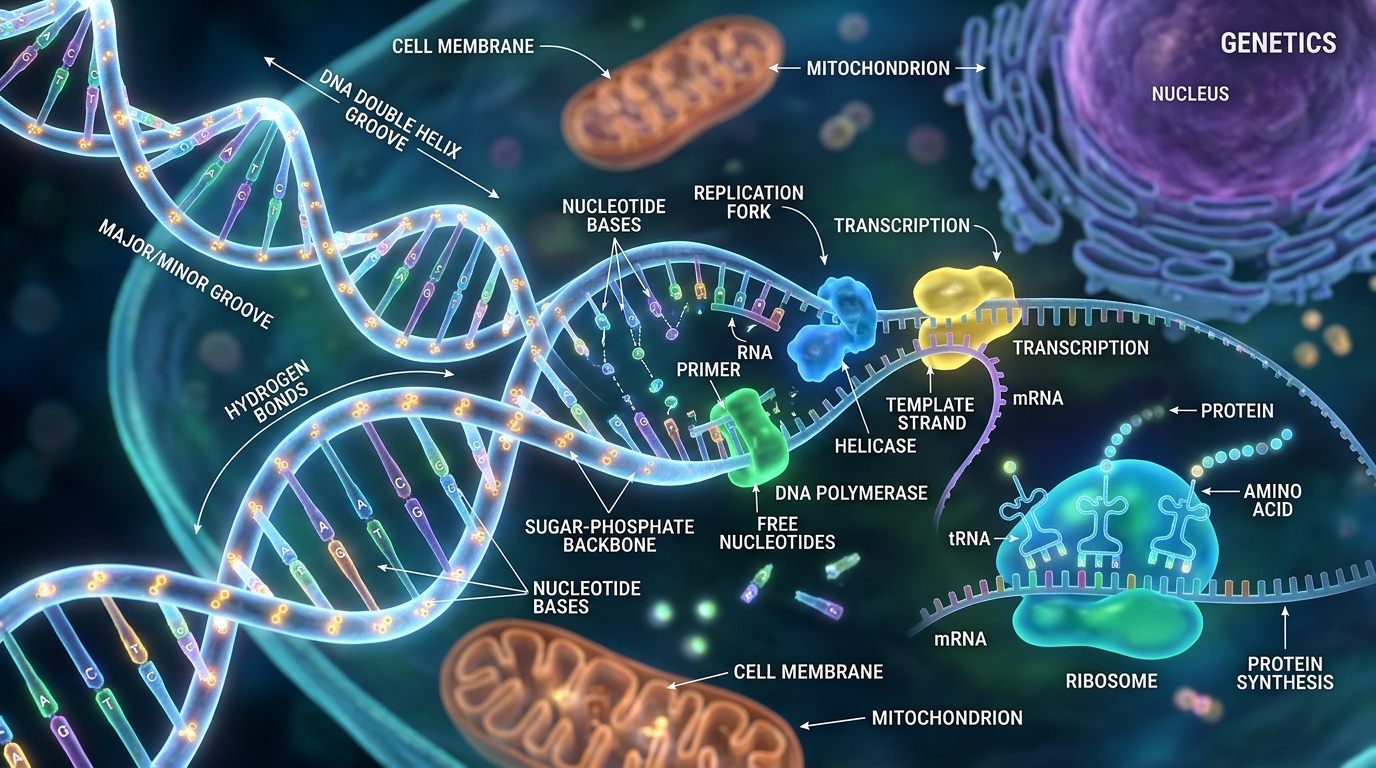 GENETICS
CELL MEMBRANE
MITOCHONDRION
NUCLEUS
DNA DOUBLE HELIX
GROOVE
NUCLEOTIDE
BASES
REPLICATION
FORK
TRANSCRIPTION
MAJOR/MINOR GROOVE
RNA
PRIMER
TRANSCRIPTION
HYDROGEN
BONDS
mRNA
TEMPLATE
STRAND
HELICASE
PROTEIN
DNA POLYMERASE
AMINO
ACID
SUGAR-PHOSPHATE
BACKBONE
FREE
NUCLEOTIDES
tRNA
NUCLEOTIDE
BASES
mRNA
CELL MEMBRANE
RIBOSOME
PROTEIN
SYNTHESIS
MITOCHONDRION